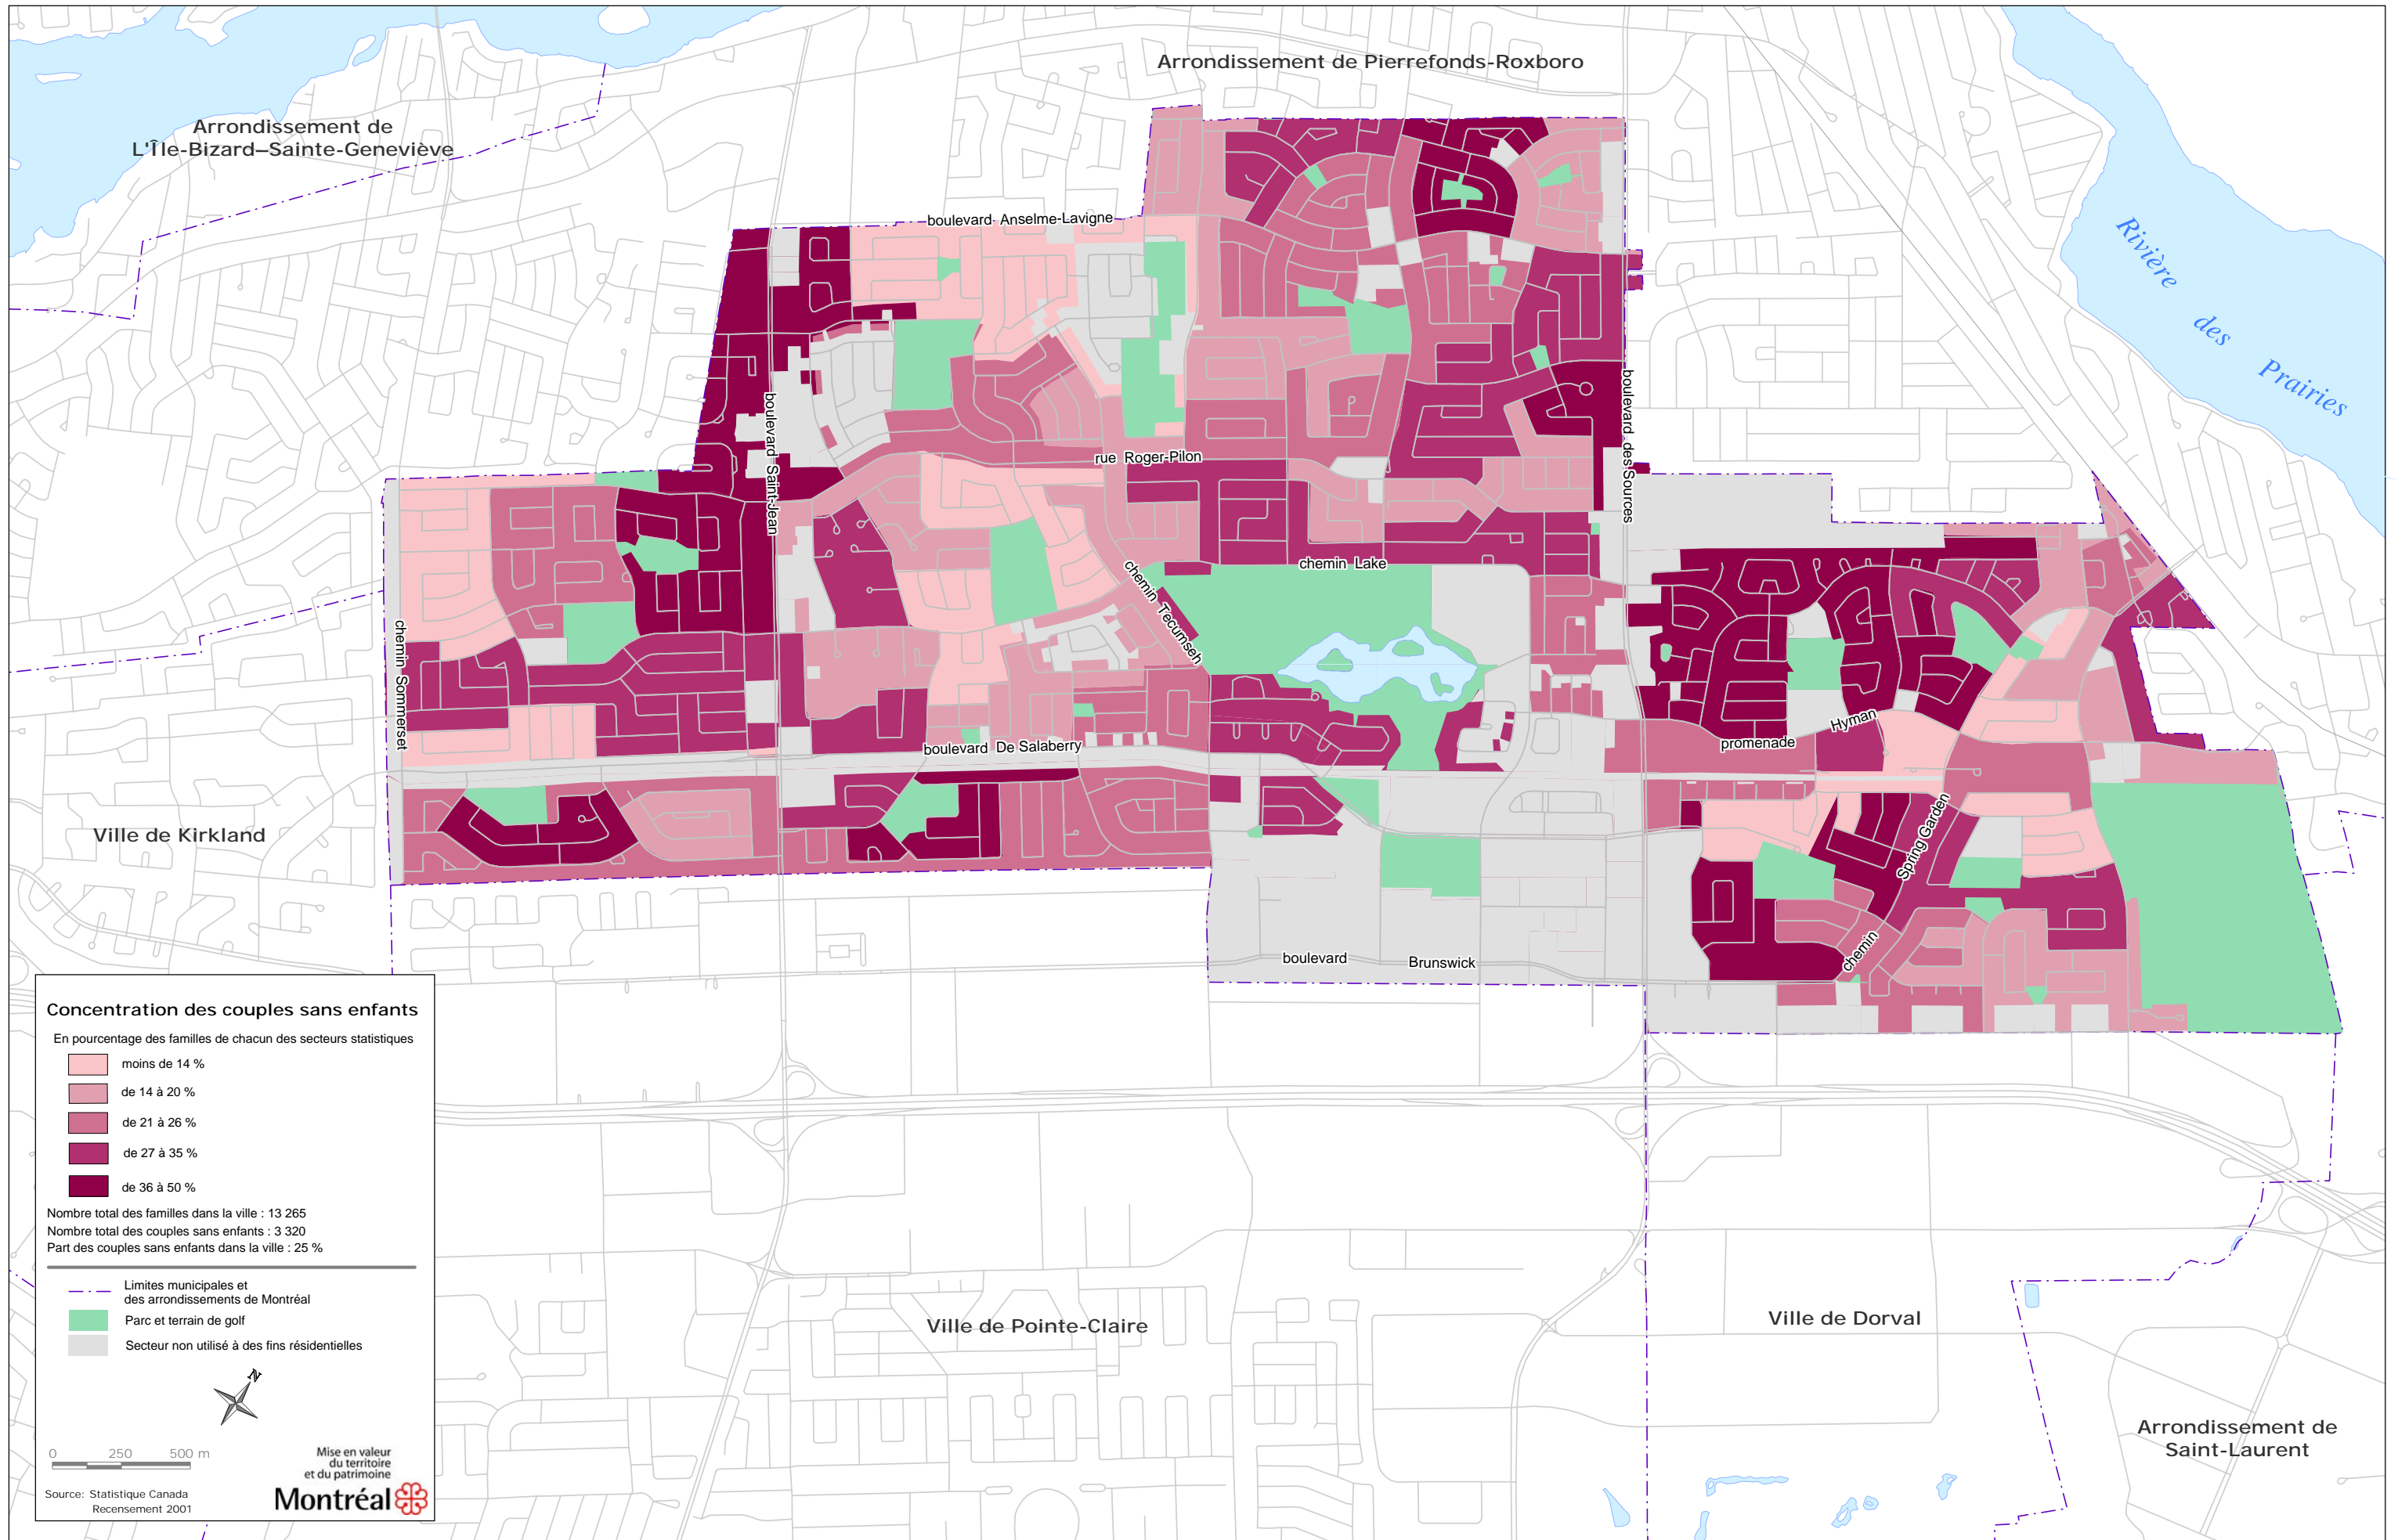 Arrondissement de Pierrefonds-Roxboro
Arrondissement de
L'Île-Bizard–Sainte-Geneviève
Rivière
des
Prairies
boulevard Anselme-Lavigne
boulevard Saint-Jean
boulevard des Sources
rue Roger-Pilon
chemin Lake
chemin Tecumseh
chemin Sommerset
boulevard De Salaberry
promenade Hyman
Ville de Kirkland
chemin Spring Garden
boulevard Brunswick
Concentration des couples sans enfants
En pourcentage des familles de chacun des secteurs statistiques
moins de 14 %
de 14 à 20 %
de 21 à 26 %
de 27 à 35 %
de 36 à 50 %
Nombre total des familles dans la ville : 13 265
Nombre total des couples sans enfants : 3 320
Part des couples sans enfants dans la ville : 25 %
Limites municipales et
des arrondissements de Montréal
Parc et terrain de golf
Secteur non utilisé à des fins résidentielles
N
0 250 500 m
Mise en valeur
du territoire
et du patrimoine
Montréal
Source: Statistique Canada
Recensement 2001
Ville de Pointe-Claire
Ville de Dorval
Arrondissement de
Saint-Laurent